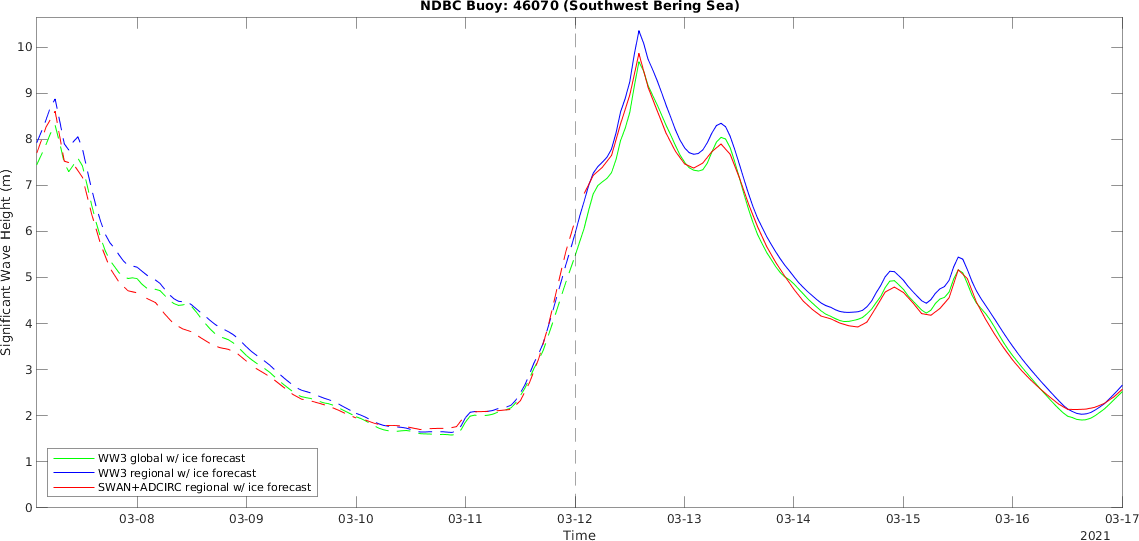 NDBC Buoy: 46070 (Southwest Bering Sea)
Significant Wave Height (m)
10
9
8
7
6
5
4
3
2
1
0
WW3 global w/ ice forecast
WW3 regional w/ ice forecast
SWAN+ADCIRC regional w/ ice forecast
03-08 03-09 03-10 03-11 03-12 03-13 03-14 03-15 03-16 03-17
Time
2021